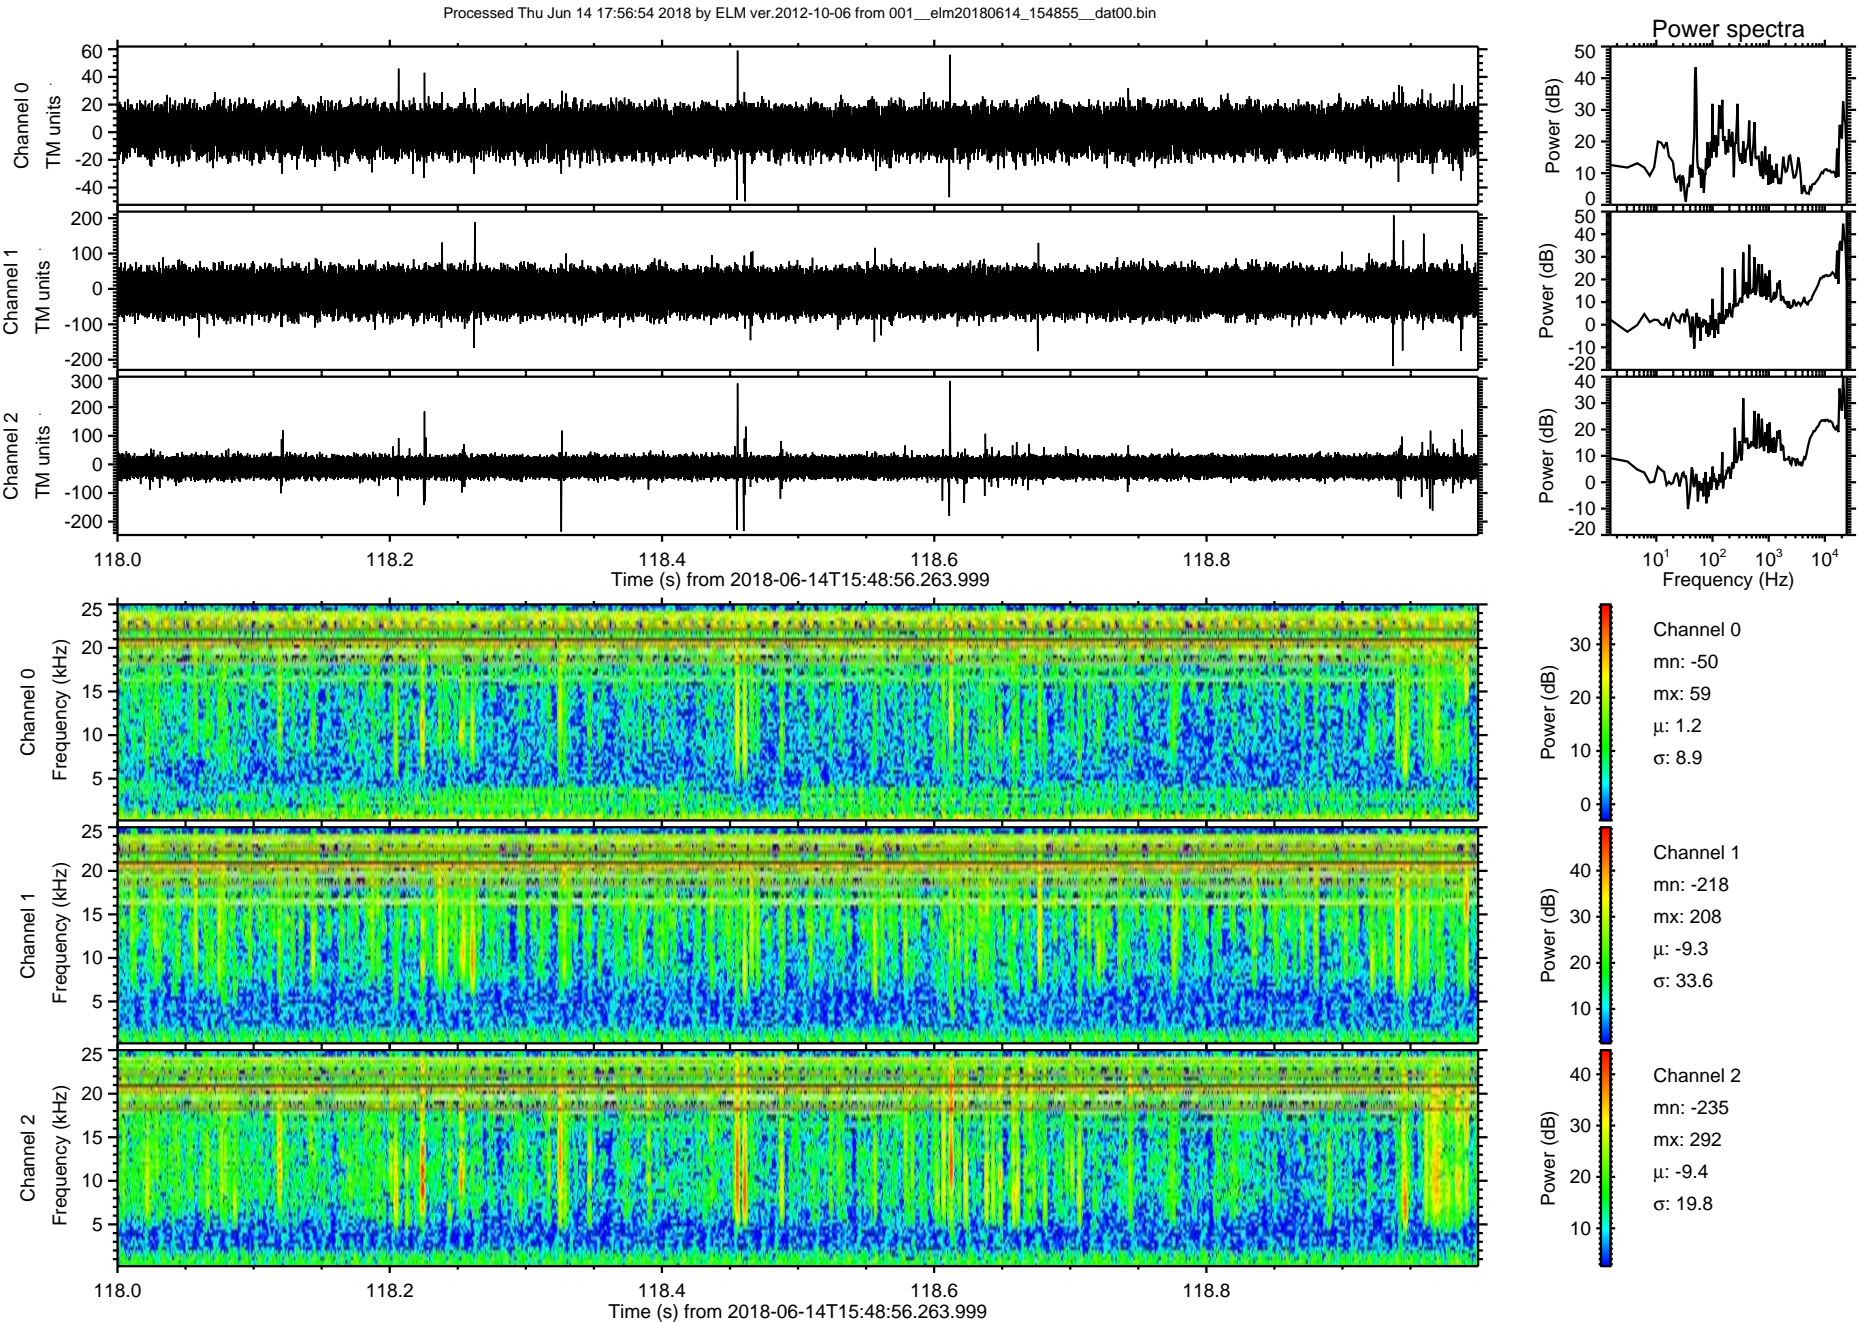 Processed Thu Jun 14 17:56:54 2018 by ELM ver.2012-10-06 from 001__elm20180614_154855__dat00.bin
Power spectra
Channel 0
TM units
60
40
20
0
-20
-40
Power (dB)
50
40
30
20
10
0
Channel 1
TM units
200
100
0
-100
-200
Power (dB)
50
40
30
20
10
0
-10
-20
Channel 2
TM units
300
200
100
0
-100
-200
Power (dB)
40
30
20
10
0
-10
-20
118.0 118.2 118.4 118.6 118.8
Time (s) from 2018-06-14T15:48:56.263.999
10^1 10^2 10^3 10^4
Frequency (Hz)
Channel 0
Frequency (kHz)
25
20
15
10
5
Power (dB)
30
20
10
0
Channel 0
mn: -50
mx: 59
μ: 1.2
σ: 8.9
Channel 1
Frequency (kHz)
25
20
15
10
5
Power (dB)
40
30
20
10
Channel 1
mn: -218
mx: 208
μ: -9.3
σ: 33.6
Channel 2
Frequency (kHz)
25
20
15
10
5
Power (dB)
40
30
20
10
Channel 2
mn: -235
mx: 292
μ: -9.4
σ: 19.8
118.0 118.2 118.4 118.6 118.8
Time (s) from 2018-06-14T15:48:56.263.999